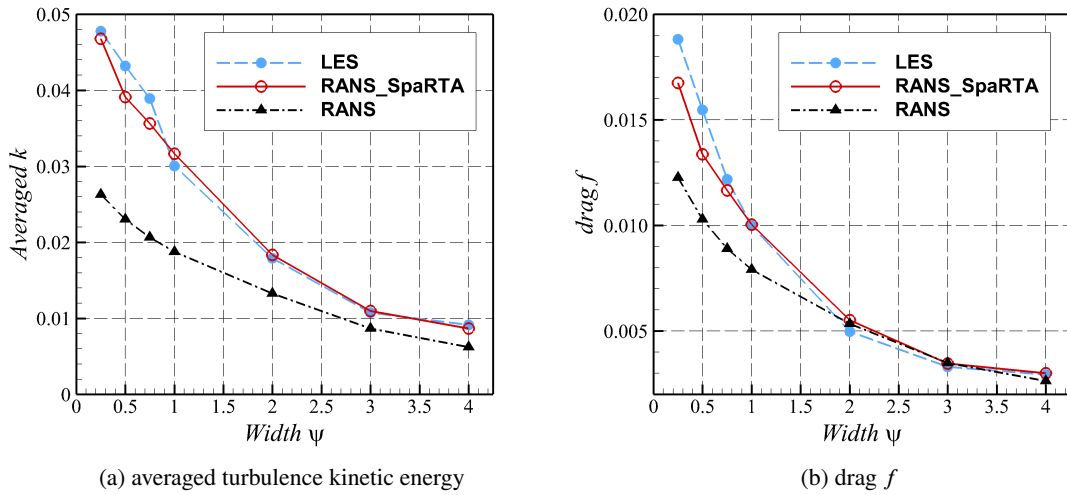 0.05
0.04
0.03
0.02
0.01
0
Averaged k
LES
RANS_SpaRTA
RANS
0 0.5 1 1.5 2 2.5 3 3.5 4
Width ψ
(a) averaged turbulence kinetic energy
0.020
0.015
0.010
0.005
drag f
LES
RANS_SpaRTA
RANS
0 0.5 1 1.5 2 2.5 3 3.5 4
Width ψ
(b) drag f